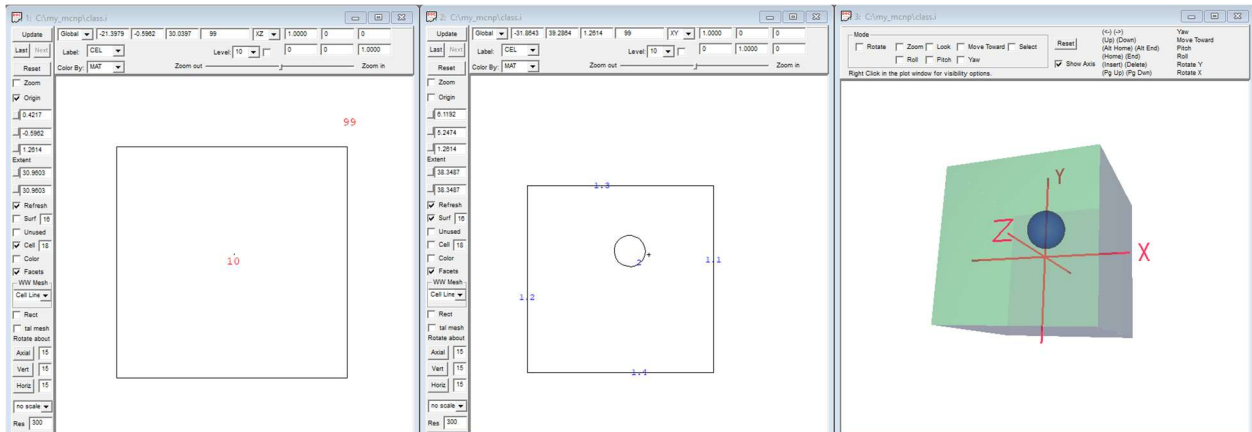 1: C:\my_mcnp\class.i
Update Global -21.3979 -0.5962 30.0397 99 XZ 1.0000 0 0
Last Next Label: CEL Level: 10 0 0 1.0000
Reset Color By: MAT Zoom out Zoom in
Zoom
Origin
0.4217
-0.5962
1.2614
Extent
30.9603
30.9603
Refresh
Surf 16
Unused
Cell 18
Color
Facets
WW Mesh
Cell Line
Rect
tal mesh
Rotate about
Axial 15
Vert 15
Horiz 15
no scale
Res 300
99
10
2: C:\my_mcnp\class.i
Update Global -31.8643 39.2864 1.2614 99 XY 1.0000 0 0
Last Next Label: CEL Level: 10 0 1.0000 0
Reset Color By: MAT Zoom out Zoom in
Zoom
Origin
6.1192
5.2474
1.2614
Extent
38.3487
38.3487
Refresh
Surf 16
Unused
Cell 18
Color
Facets
WW Mesh
Cell Line
Rect
tal mesh
Rotate about
Axial 15
Vert 15
Horiz 15
no scale
Res 300
1.3
2
1.1
1.2
1.4
3: C:\my_mcnp\class.i
Mode
Rotate Zoom Look Move Toward Select
Roll Pitch Yaw
Right Click in the plot window for visibility options.
Reset
Show Axis
(<-) (->) Yaw
(Up) (Down) Move Toward
(Alt Home) (Alt End) Pitch
(Home) (End) Roll
(Insert) (Delete) Rotate Y
(Pg Up) (Pg Dwn) Rotate X
Y
Z
X